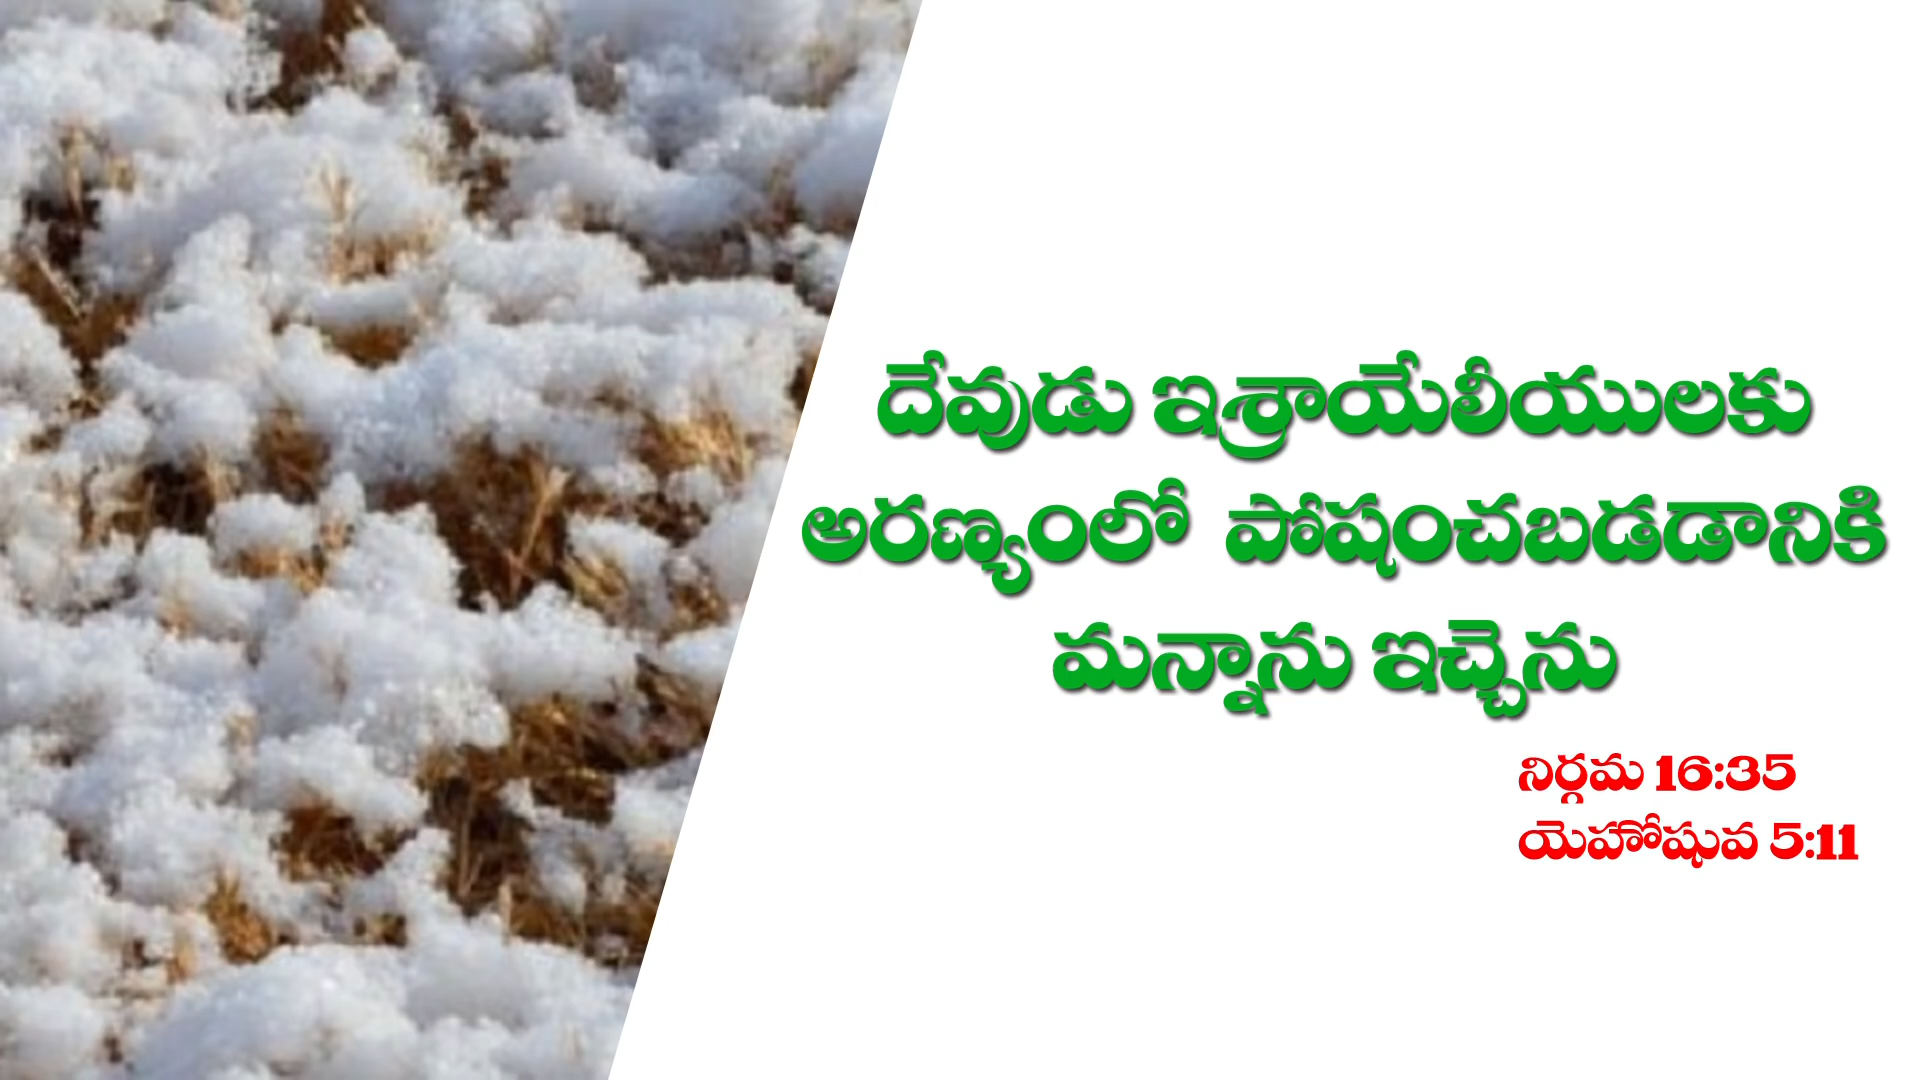 దేవుడు ఇశ్రాయేలీయులకు
అరణ్యంలో పోషంచబడడానికి
మన్నాను ఇచ్చెను
నిర్గమ 16:35
యెహోషువ 5:11